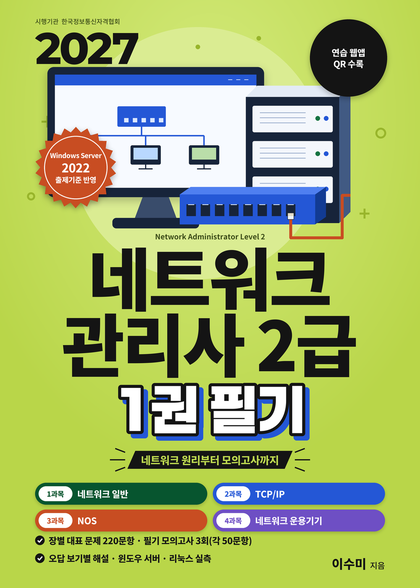 시행기관 한국정보통신자격협회
2027
연습 웹앱
QR 수록
Windows Server
2022
출제기준 반영
Network Administrator Level 2
네트워크
관리사 2급
1권 필기
네트워크 원리부터 모의고사까지
1과목 네트워크 일반
2과목 TCP/IP
3과목 NOS
4과목 네트워크 운용기기
장별 대표 문제 220문항 · 필기 모의고사 3회(각 50문항)
오답 보기별 해설 · 윈도우 서버 · 리눅스 실측
이수미 지음